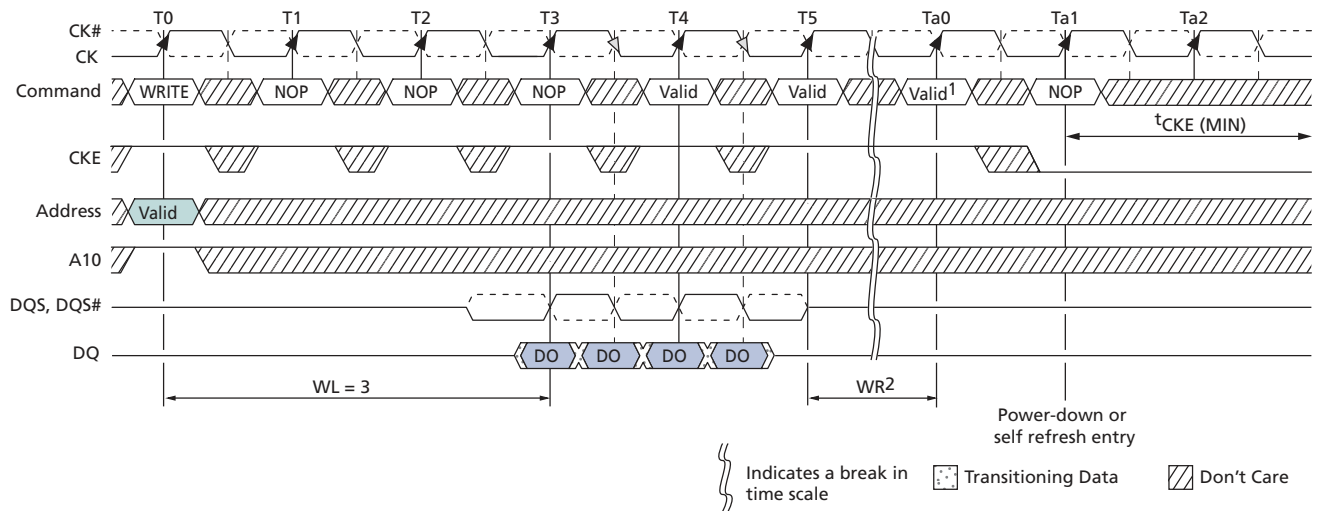 T0 T1 T2 T3 T4 T5 Ta0 Ta1 Ta2
CK#
CK
Command WRITE NOP NOP NOP Valid Valid Valid1 NOP
tCKE (MIN)
CKE
Address Valid
A10
DQS, DQS#
DQ DO DO DO DO
WL = 3 WR2
Power-down or
self refresh entry
Indicates a break in
time scale
Transitioning Data
Don't Care